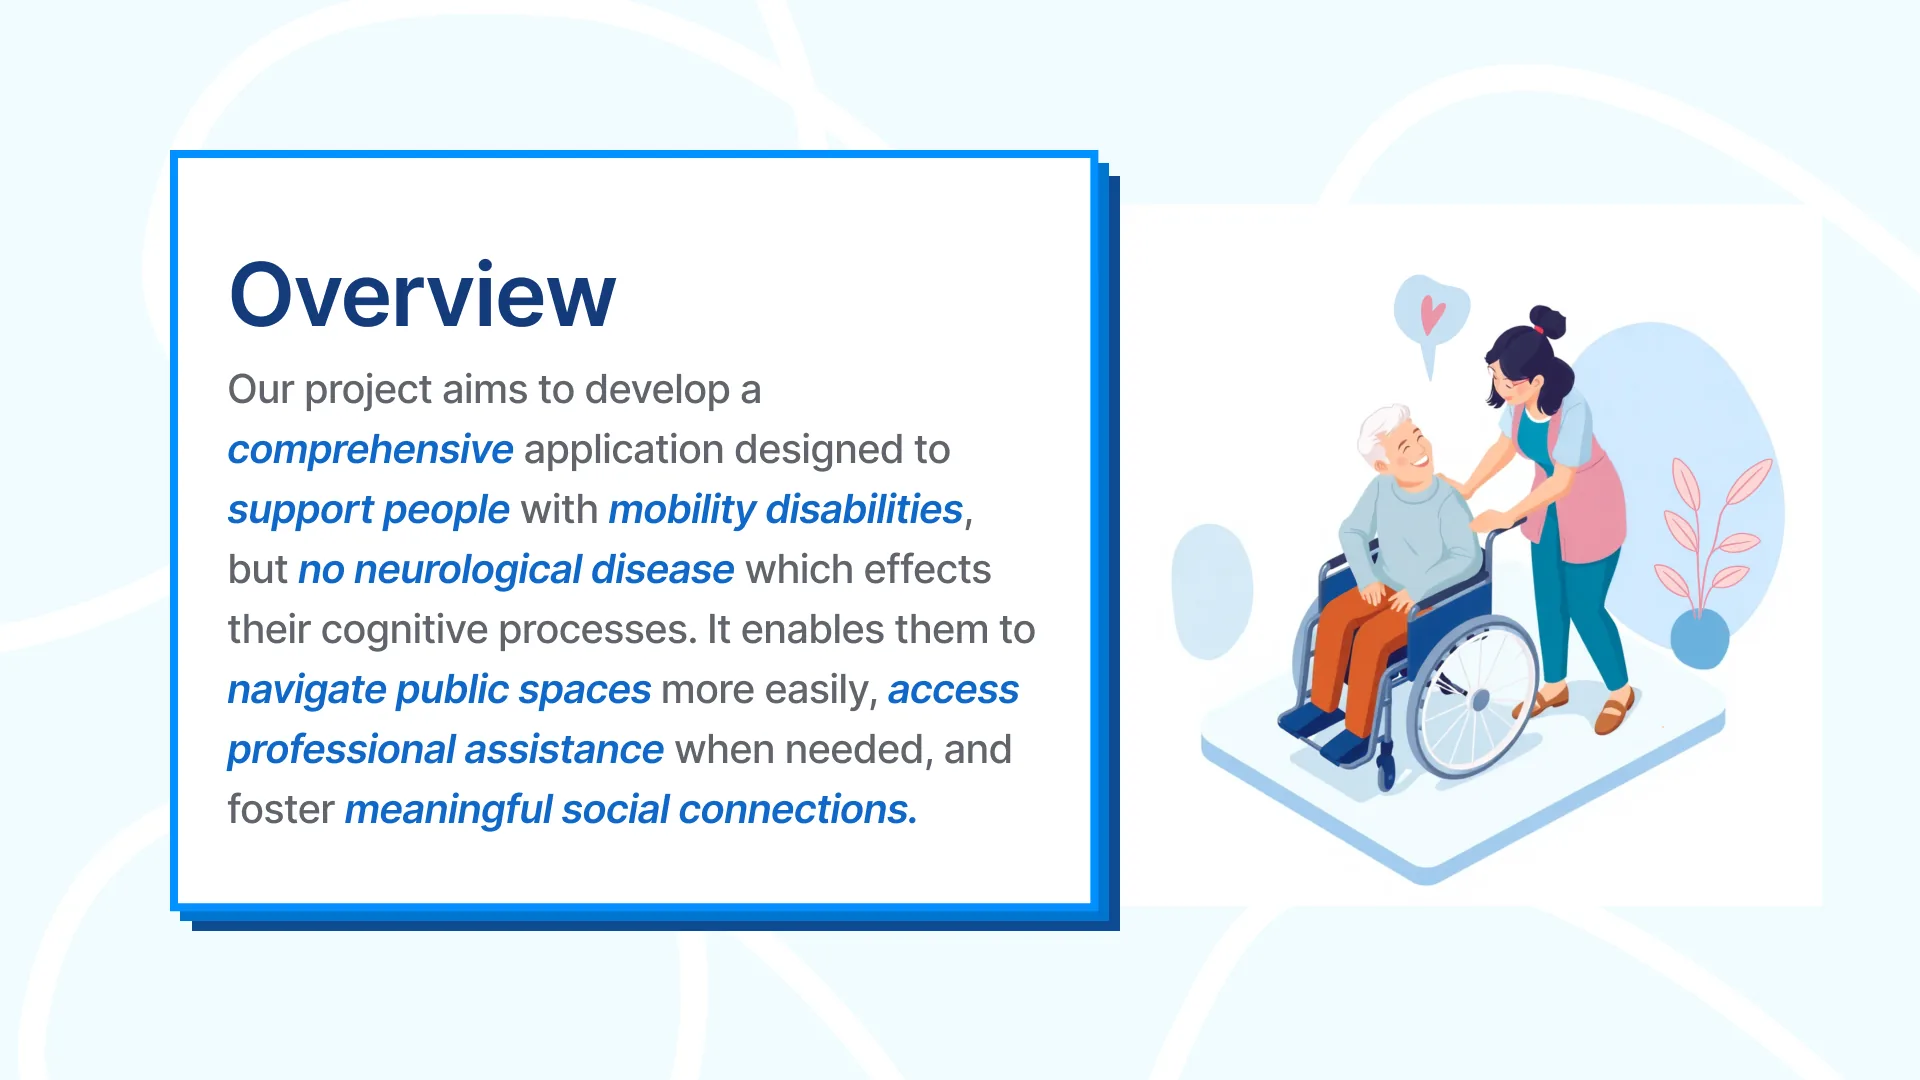 Overview
Our project aims to develop a
comprehensive application designed to
support people with mobility disabilities,
but no neurological disease which effects
their cognitive processes. It enables them to
navigate public spaces more easily, access
professional assistance when needed, and
foster meaningful social connections.